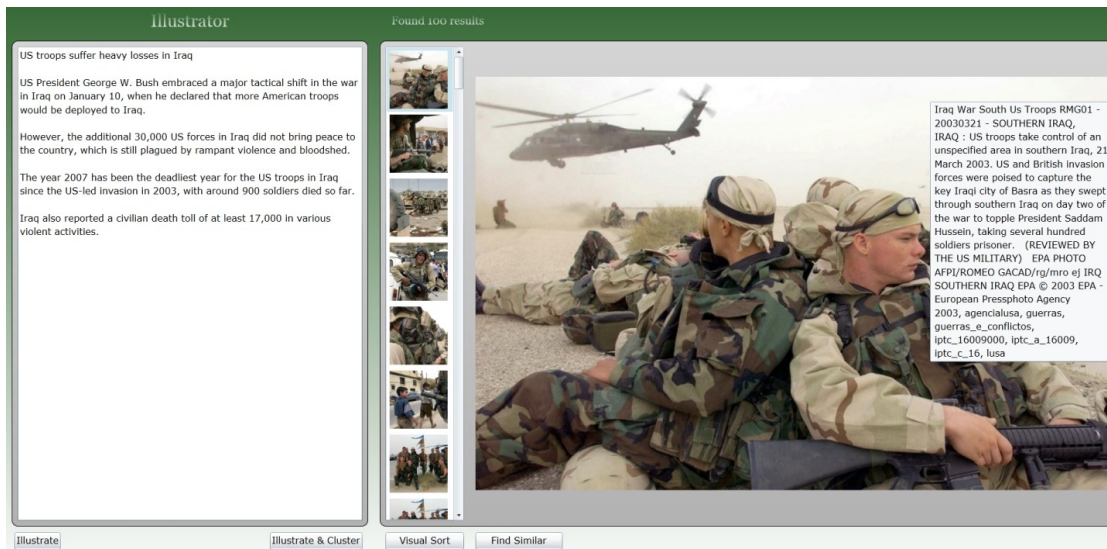 Illustrator
Found 100 results
US troops suffer heavy losses in Iraq
US President George W. Bush embraced a major tactical shift in the war
in Iraq on January 10, when he declared that more American troops
would be deployed to Iraq.
However, the additional 30,000 US forces in Iraq did not bring peace to
the country, which is still plagued by rampant violence and bloodshed.
The year 2007 has been the deadliest year for the US troops in Iraq
since the US-led invasion in 2003, with around 900 soldiers died so far.
Iraq also reported a civilian death toll of at least 17,000 in various
violent activities.
Iraq War South Us Troops RMG01 -
20030321 - SOUTHERN IRAQ,
IRAQ : US troops take control of an
unspecified area in southern Iraq, 21
March 2003. US and British invasion
forces were poised to capture the
key Iraqi city of Basra as they swept
through southern Iraq on day two of
the war to topple President Saddam
Hussein, taking several hundred
soldiers prisoner. (REVIEWED BY
THE US MILITARY) EPA PHOTO
AFPI/ROMEO GACAD/rg/mro ej IRQ
SOUTHERN IRAQ EPA © 2003 EPA -
European Pressphoto Agency
2003, agencialusa, guerras,
guerras_e_conflictos,
iptc_16009000, iptc_a_16009,
iptc_c_16, lusa
Illustrate
Illustrate & Cluster
Visual Sort
Find Similar